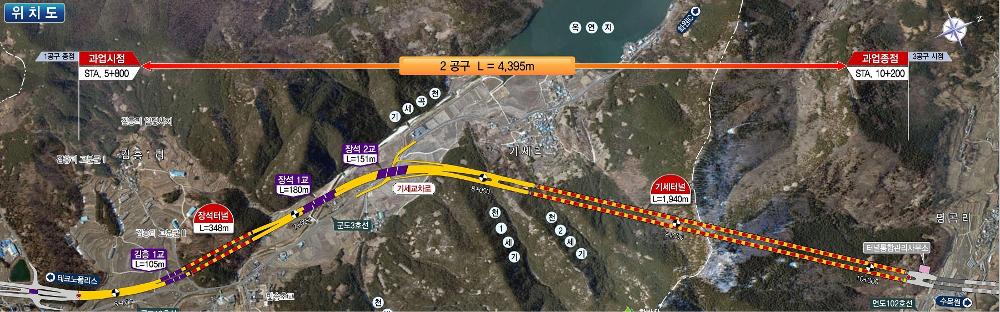 위치도
옥연지
화원IC
N
1공구 종점
과업시점
STA. 5+800
2 공구 L = 4,395m
과업종점
3공구 시점
STA. 10+200
기세곡천
김흥리 일명사지
김흥1리
김흥리 고분군 I
기세리
장석 2교
L=151m
장석 1교
L=180m
기세교차로
8+000
기세터널
L=1,940m
장석터널
L=348m
7+000
군도3호선
천1세기
천2세기
9+000
명곡리
김흥리 고분군 II
김흥 1교
L=105m
터널통합관리사무소
테크노폴리스
10+000
반송초교
6+000
천
면도102호선
수목원